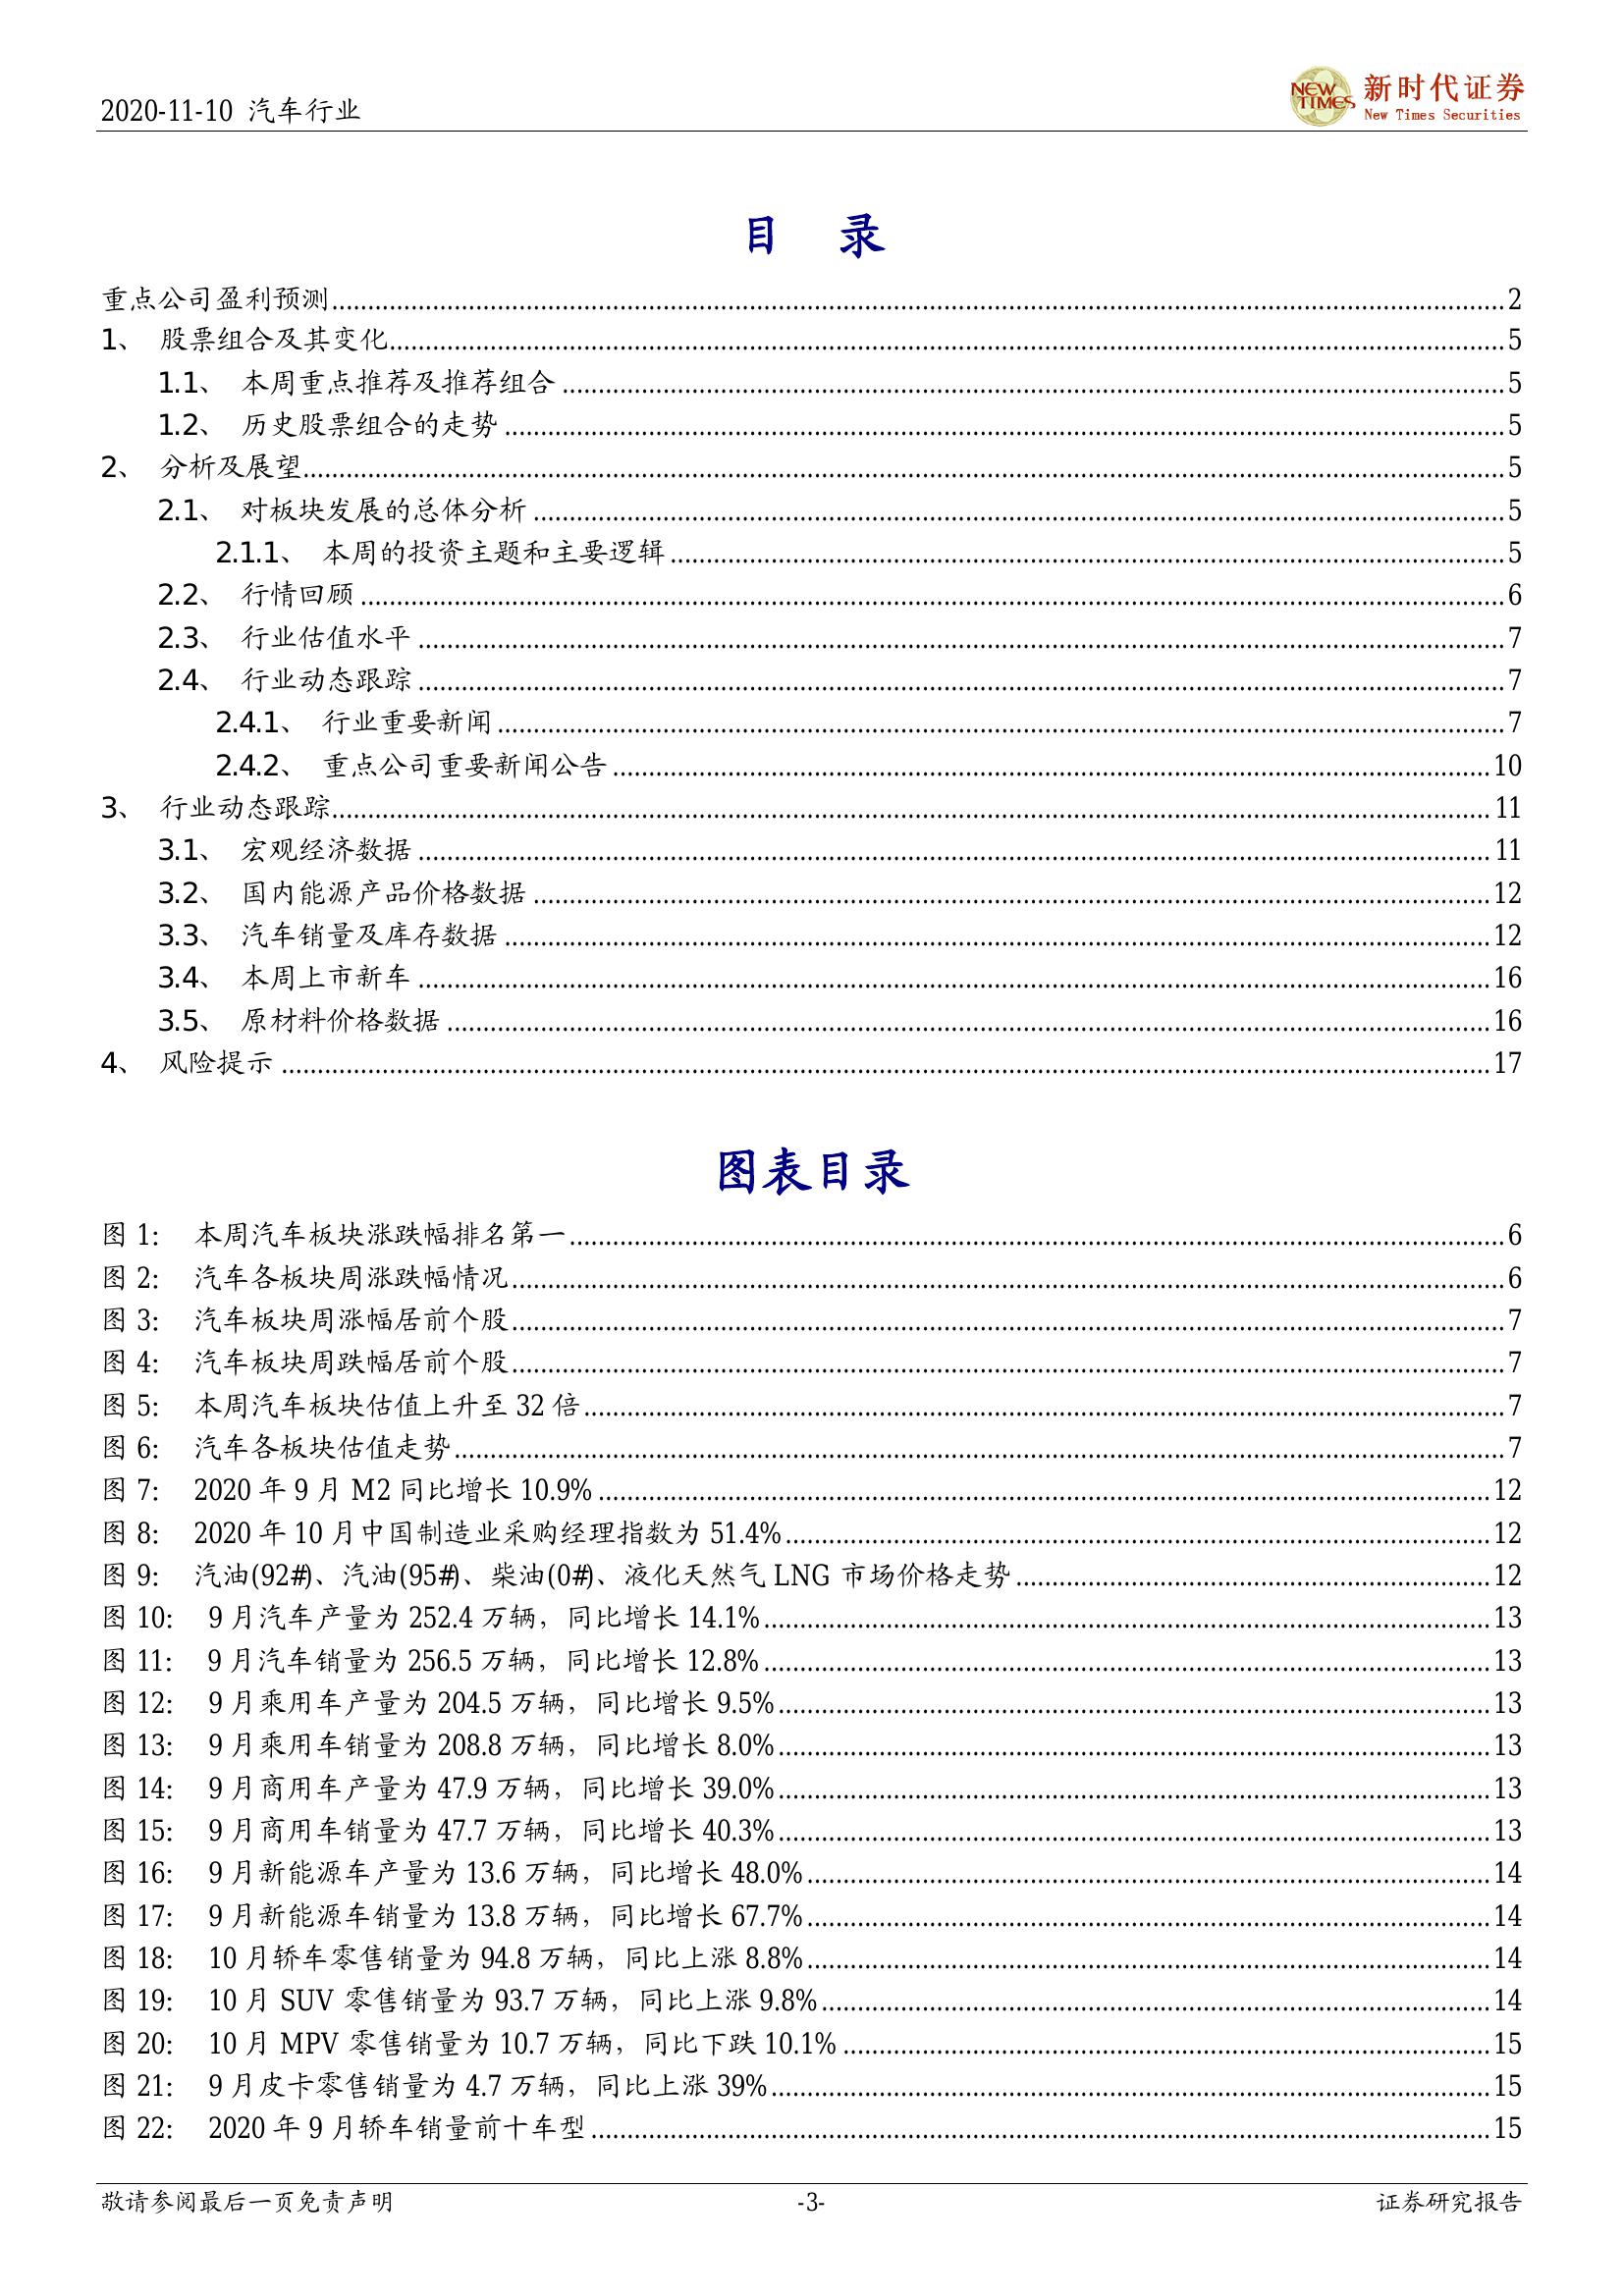 2020-11-10 汽车行业
NEW TIMES
新时代证券
New Times Securities
目 录
重点公司盈利预测 2
1、 股票组合及其变化 5
1.1、 本周重点推荐及推荐组合 5
1.2、 历史股票组合的走势 5
2、 分析及展望 5
2.1、 对板块发展的总体分析 5
2.1.1、 本周的投资主题和主要逻辑 5
2.2、 行情回顾 6
2.3、 行业估值水平 7
2.4、 行业动态跟踪 7
2.4.1、 行业重要新闻 7
2.4.2、 重点公司重要新闻公告 10
3、 行业动态跟踪 11
3.1、 宏观经济数据 11
3.2、 国内能源产品价格数据 12
3.3、 汽车销量及库存数据 12
3.4、 本周上市新车 16
3.5、 原材料价格数据 16
4、 风险提示 17
图表目录
图 1: 本周汽车板块涨跌幅排名第一 6
图 2: 汽车各板块周涨跌幅情况 6
图 3: 汽车板块周涨幅居前个股 7
图 4: 汽车板块周跌幅居前个股 7
图 5: 本周汽车板块估值上升至 32 倍 7
图 6: 汽车各板块估值走势 7
图 7: 2020 年 9 月 M2 同比增长 10.9% 12
图 8: 2020 年 10 月中国制造业采购经理指数为 51.4% 12
图 9: 汽油(92#)、汽油(95#)、柴油(0#)、液化天然气 LNG 市场价格走势 12
图 10: 9 月汽车产量为 252.4 万辆，同比增长 14.1% 13
图 11: 9 月汽车销量为 256.5 万辆，同比增长 12.8% 13
图 12: 9 月乘用车产量为 204.5 万辆，同比增长 9.5% 13
图 13: 9 月乘用车销量为 208.8 万辆，同比增长 8.0% 13
图 14: 9 月商用车产量为 47.9 万辆，同比增长 39.0% 13
图 15: 9 月商用车销量为 47.7 万辆，同比增长 40.3% 13
图 16: 9 月新能源车产量为 13.6 万辆，同比增长 48.0% 14
图 17: 9 月新能源车销量为 13.8 万辆，同比增长 67.7% 14
图 18: 10 月轿车零售销量为 94.8 万辆，同比上涨 8.8% 14
图 19: 10 月 SUV 零售销量为 93.7 万辆，同比上涨 9.8% 14
图 20: 10 月 MPV 零售销量为 10.7 万辆，同比下跌 10.1% 15
图 21: 9 月皮卡零售销量为 4.7 万辆，同比上涨 39% 15
图 22: 2020 年 9 月轿车销量前十车型 15
敬请参阅最后一页免责声明 -3- 证券研究报告